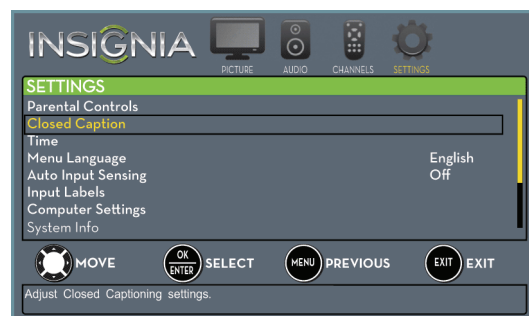 INSIGNIA
PICTURE AUDIO CHANNELS SETTINGS
SETTINGS
Parental Controls
Closed Caption
Time
Menu Language English
Auto Input Sensing Off
Input Labels
Computer Settings
System Info
MOVE OK ENTER SELECT MENU PREVIOUS EXIT EXIT
Adjust Closed Captioning settings.